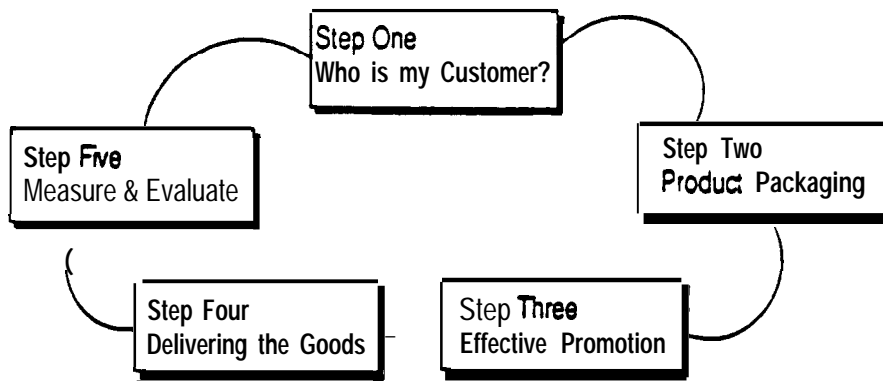 Step One
Who is my Customer?
Step Two
Product Packaging
Step Three
Effective Promotion
Step Four
Delivering the Goods
Step Five
Measure & Evaluate